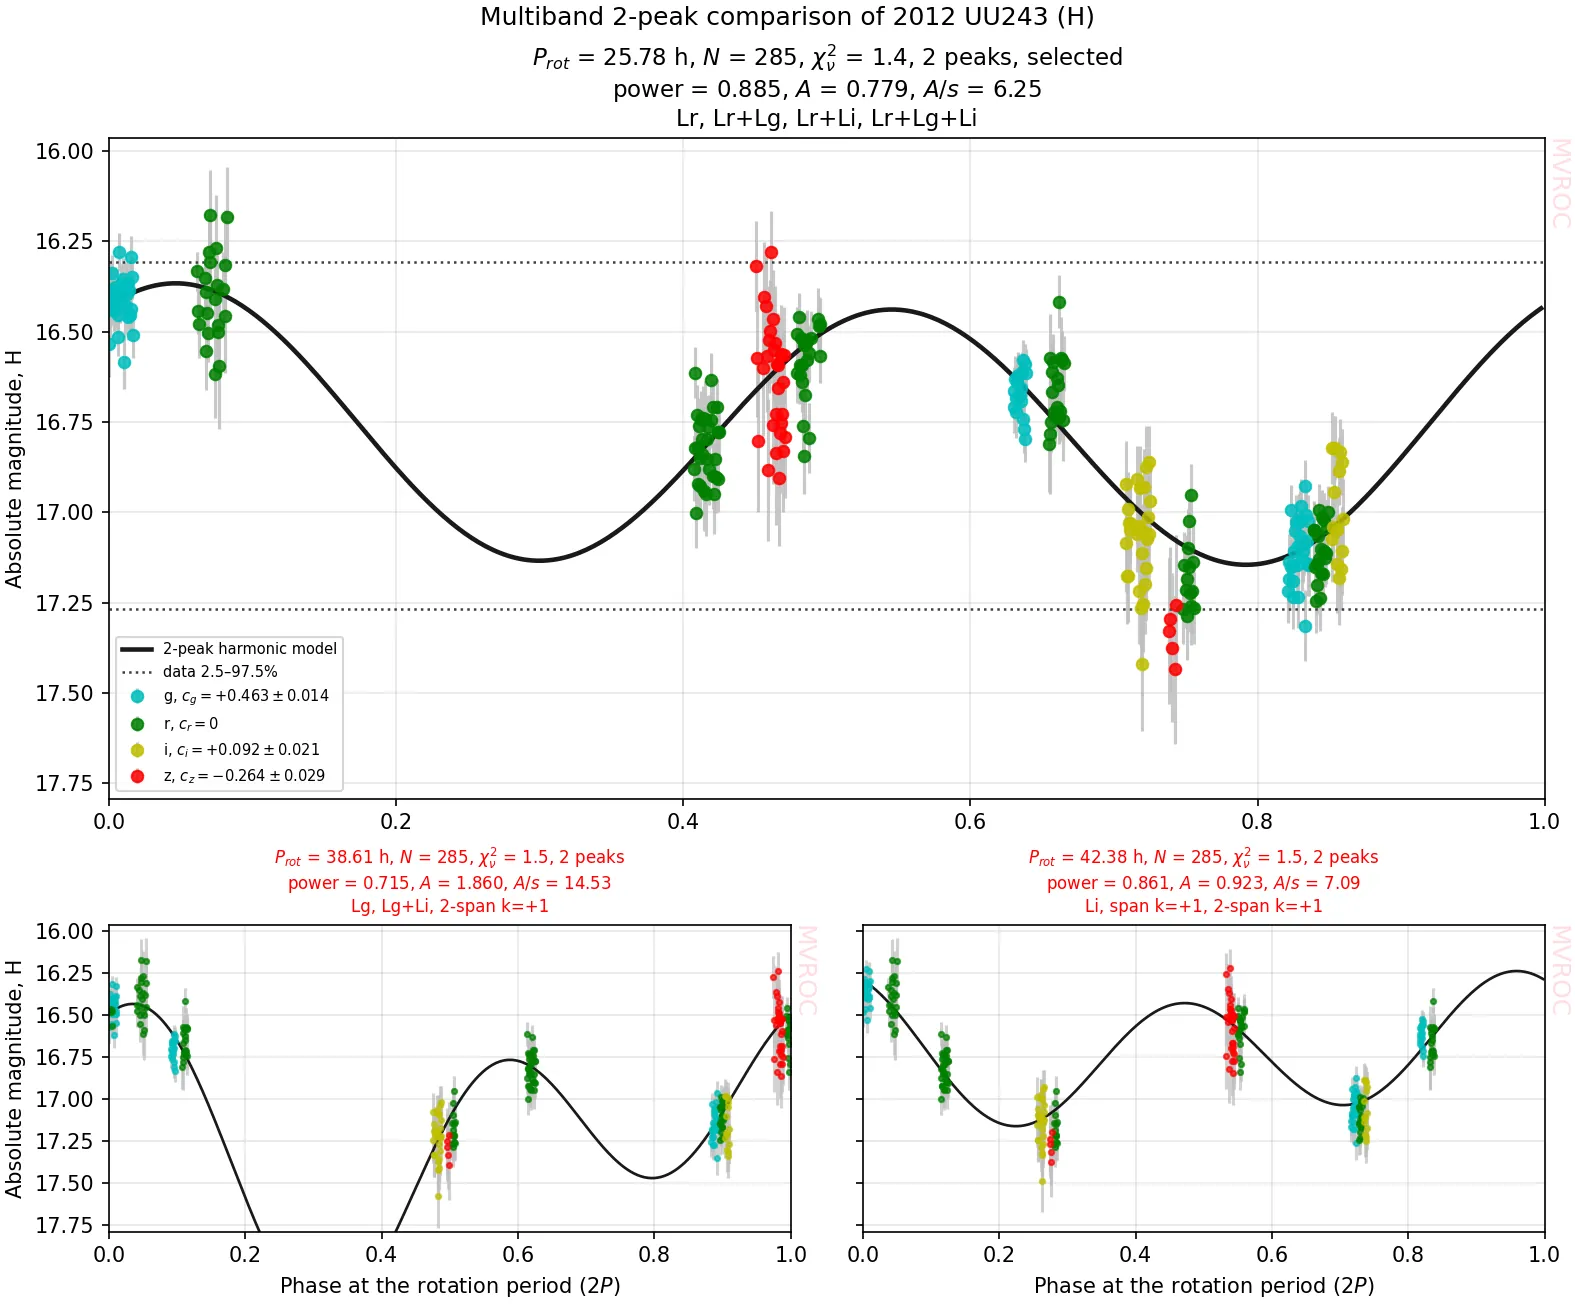 Multiband 2-peak comparison of 2012 UU243 (H)
P_rot = 25.78 h, N = 285, χ²_ν = 1.4, 2 peaks, selected
power = 0.885, A = 0.779, A/s = 6.25
Lr, Lr+Lg, Lr+Li, Lr+Lg+Li
16.00
16.25
16.50
16.75
17.00
17.25
17.50
17.75
Absolute magnitude, H
2-peak harmonic model
data 2.5–97.5%
g, c_g = +0.463 ± 0.014
r, c_r = 0
i, c_i = +0.092 ± 0.021
z, c_z = −0.264 ± 0.029
0.0 0.2 0.4 0.6 0.8 1.0
MVROC
P_rot = 38.61 h, N = 285, χ²_ν = 1.5, 2 peaks
power = 0.715, A = 1.860, A/s = 14.53
Lg, Lg+Li, 2-span k=+1
16.00
16.25
16.50
16.75
17.00
17.25
17.50
17.75
Absolute magnitude, H
0.0 0.2 0.4 0.6 0.8 1.0
Phase at the rotation period (2P)
MVROC
P_rot = 42.38 h, N = 285, χ²_ν = 1.5, 2 peaks
power = 0.861, A = 0.923, A/s = 7.09
Li, span k=+1, 2-span k=+1
0.0 0.2 0.4 0.6 0.8 1.0
Phase at the rotation period (2P)
MVROC